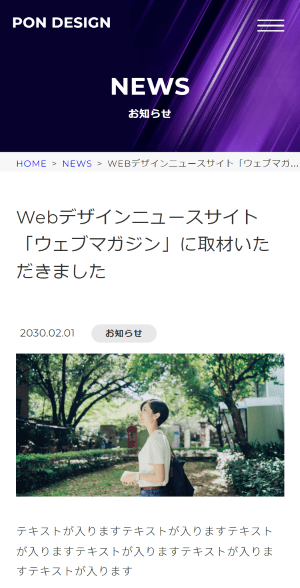 PON DESIGN
NEWS
お知らせ
HOME > NEWS > WEBデザインニュースサイト「ウェブマガ...
Webデザインニュースサイト
「ウェブマガジン」に取材いた
だきました
2030.02.01 お知らせ
テキストが入りますテキストが入りますテキスト
が入りますテキストが入りますテキストが入りま
すテキストが入ります